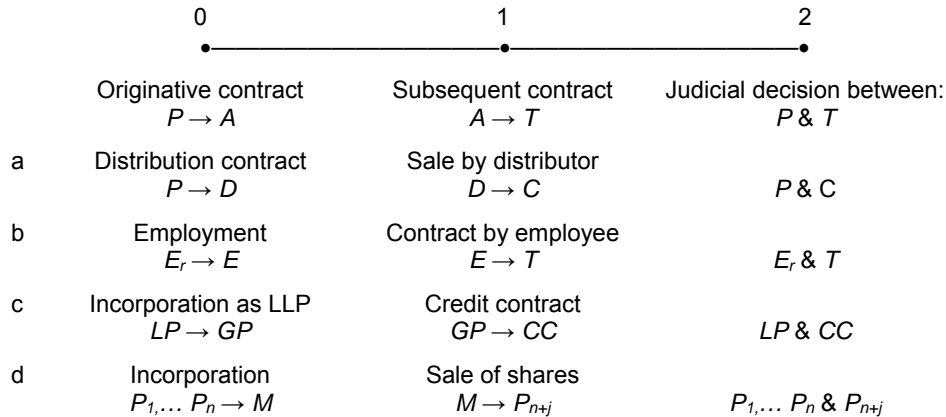 0 1 2
Originative contract Subsequent contract Judicial decision between:
P → A A → T P & T
a Distribution contract Sale by distributor
P → D D → C P & C
b Employment Contract by employee
Er → E E → T Er & T
c Incorporation as LLP Credit contract
LP → GP GP → CC LP & CC
d Incorporation Sale of shares
P1,… Pn → M M → Pn+j P1,… Pn & Pn+j